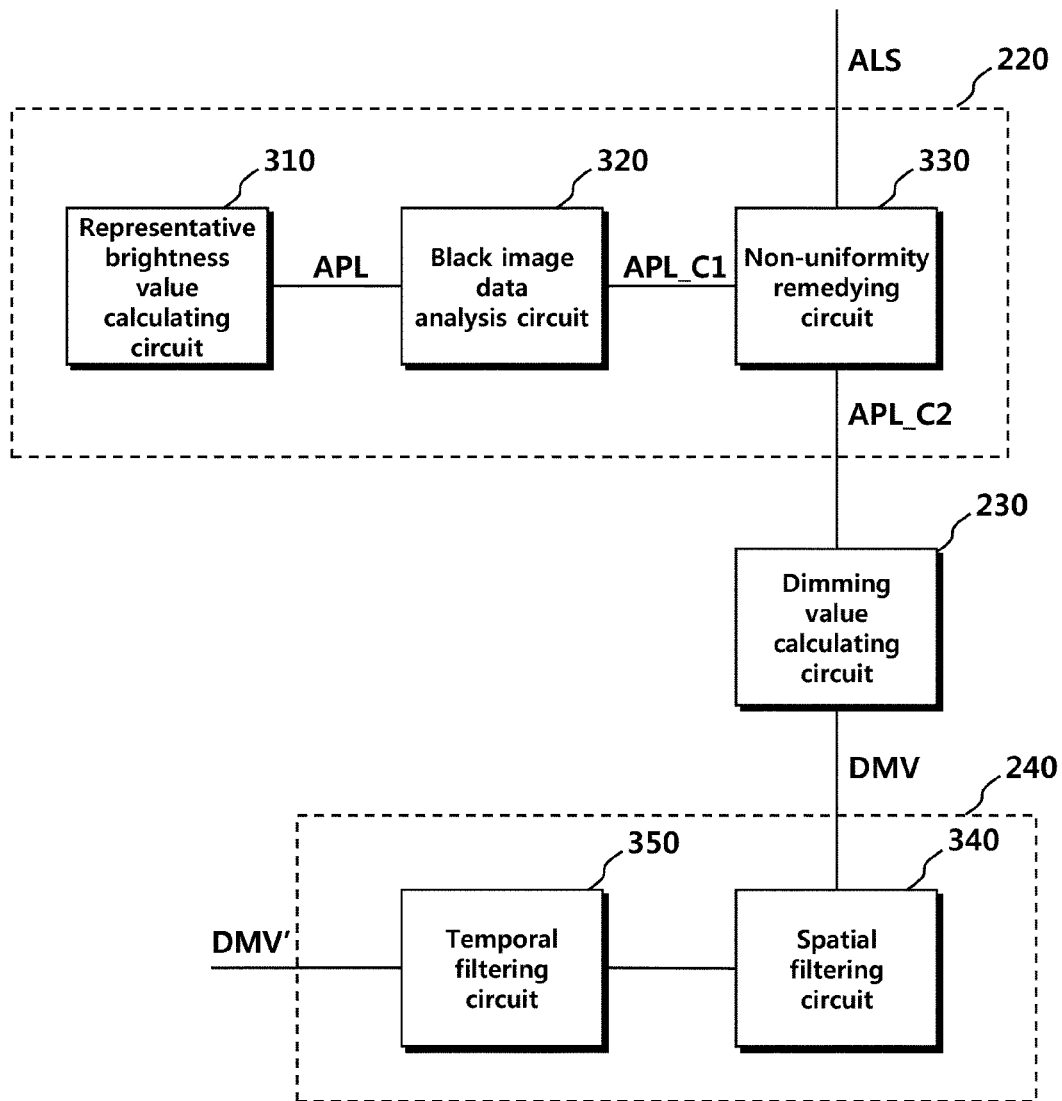 ALS
220
310
320
330
Representative
brightness
value
calculating
circuit
APL
Black image
data
analysis circuit
APL_C1
Non-uniformity
remedying
circuit
APL_C2
230
Dimming
value
calculating
circuit
DMV
240
350
340
DMV’
Temporal
filtering
circuit
Spatial
filtering
circuit